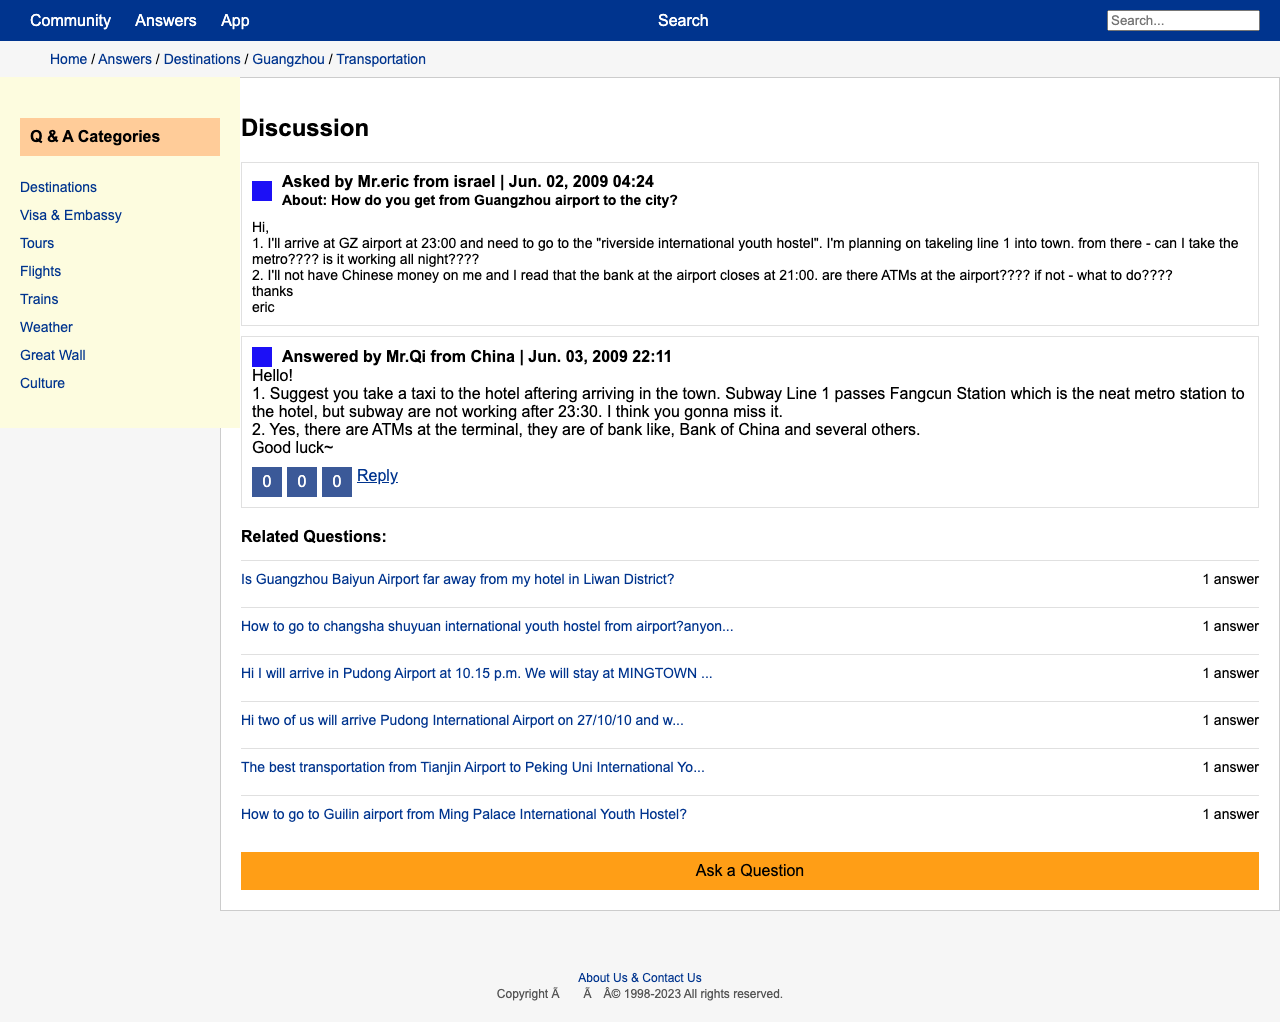 Community Answers App Search Search...
Home / Answers / Destinations / Guangzhou / Transportation
Q & A Categories
Destinations
Visa & Embassy
Tours
Flights
Trains
Weather
Great Wall
Culture
Discussion
Asked by Mr.eric from israel | Jun. 02, 2009 04:24
About: How do you get from Guangzhou airport to the city?
Hi,
1. I'll arrive at GZ airport at 23:00 and need to go to the "riverside international youth hostel". I'm planning on takeling line 1 into town. from there - can I take the
metro???? is it working all night????
2. I'll not have Chinese money on me and I read that the bank at the airport closes at 21:00. are there ATMs at the airport???? if not - what to do????
thanks
eric
Answered by Mr.Qi from China | Jun. 03, 2009 22:11
Hello!
1. Suggest you take a taxi to the hotel aftering arriving in the town. Subway Line 1 passes Fangcun Station which is the neat metro station to
the hotel, but subway are not working after 23:30. I think you gonna miss it.
2. Yes, there are ATMs at the terminal, they are of bank like, Bank of China and several others.
Good luck~
0 0 0 Reply
Related Questions:
Is Guangzhou Baiyun Airport far away from my hotel in Liwan District? 1 answer
How to go to changsha shuyuan international youth hostel from airport?anyon... 1 answer
Hi I will arrive in Pudong Airport at 10.15 p.m. We will stay at MINGTOWN ... 1 answer
Hi two of us will arrive Pudong International Airport on 27/10/10 and w... 1 answer
The best transportation from Tianjin Airport to Peking Uni International Yo... 1 answer
How to go to Guilin airport from Ming Palace International Youth Hostel? 1 answer
Ask a Question
About Us & Contact Us
Copyright Ã Ã Â© 1998-2023 All rights reserved.